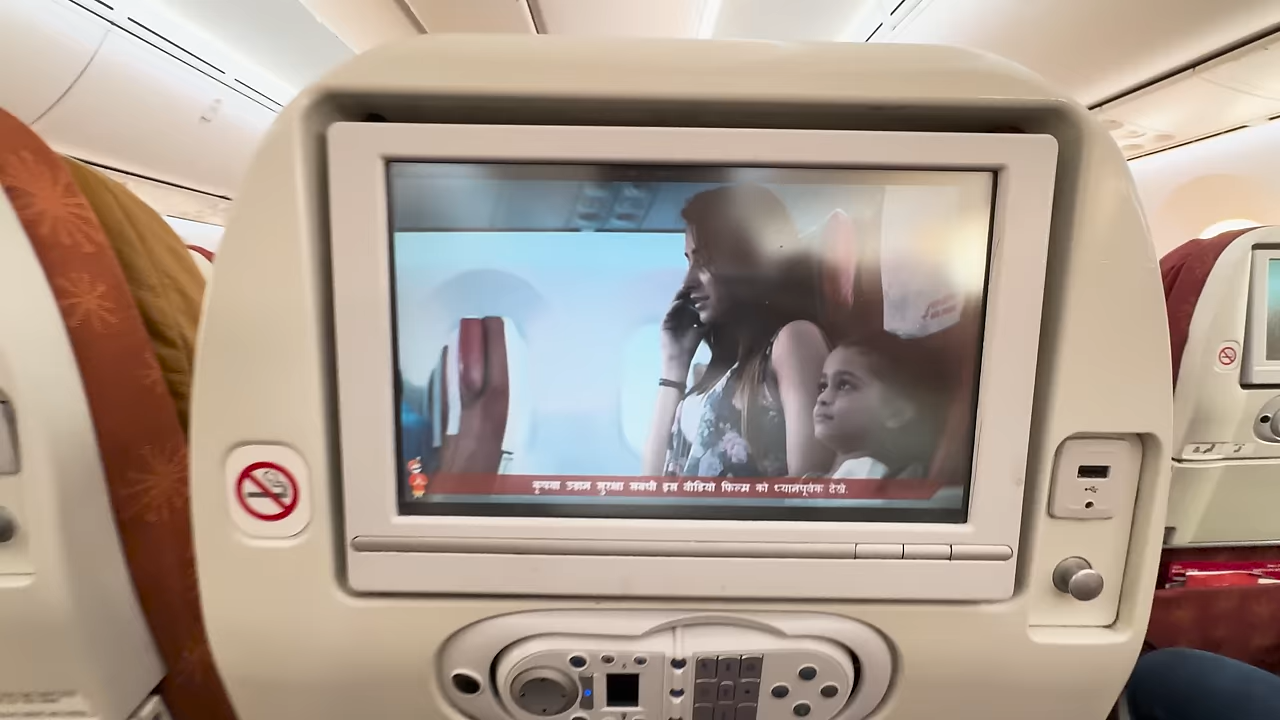 कृपया उड़ान सुरक्षा संबंधी इस वीडियो फिल्म को ध्यानपूर्वक देखें.